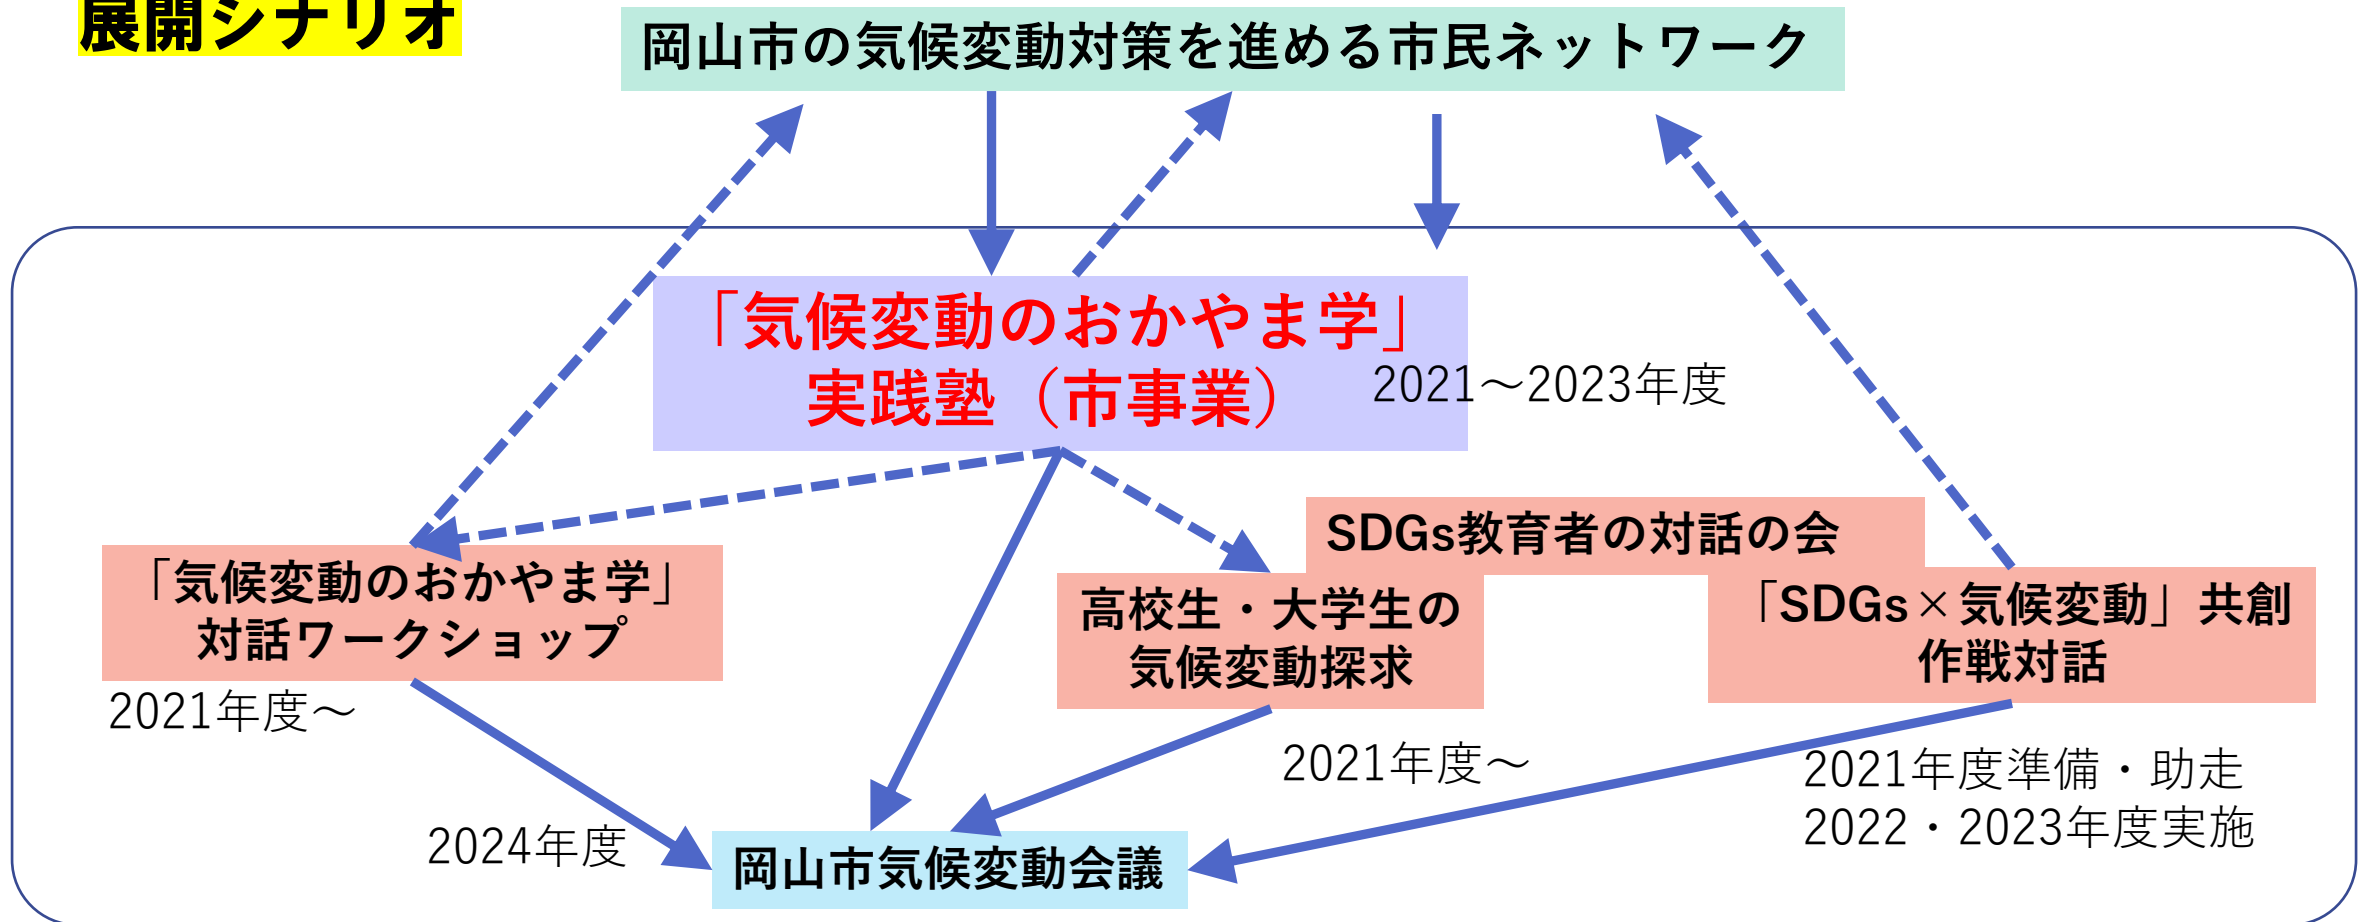 展開シナリオ
岡山市の気候変動対策を進める市民ネットワーク
「気候変動のおかやま学」
実践塾（市事業）
2021～2023年度
SDGs教育者の対話の会
「気候変動のおかやま学」
対話ワークショップ
2021年度～
高校生・大学生の
気候変動探求
2021年度～
「SDGs×気候変動」共創
作戦対話
2021年度準備・助走
2022・2023年度実施
2024年度
岡山市気候変動会議